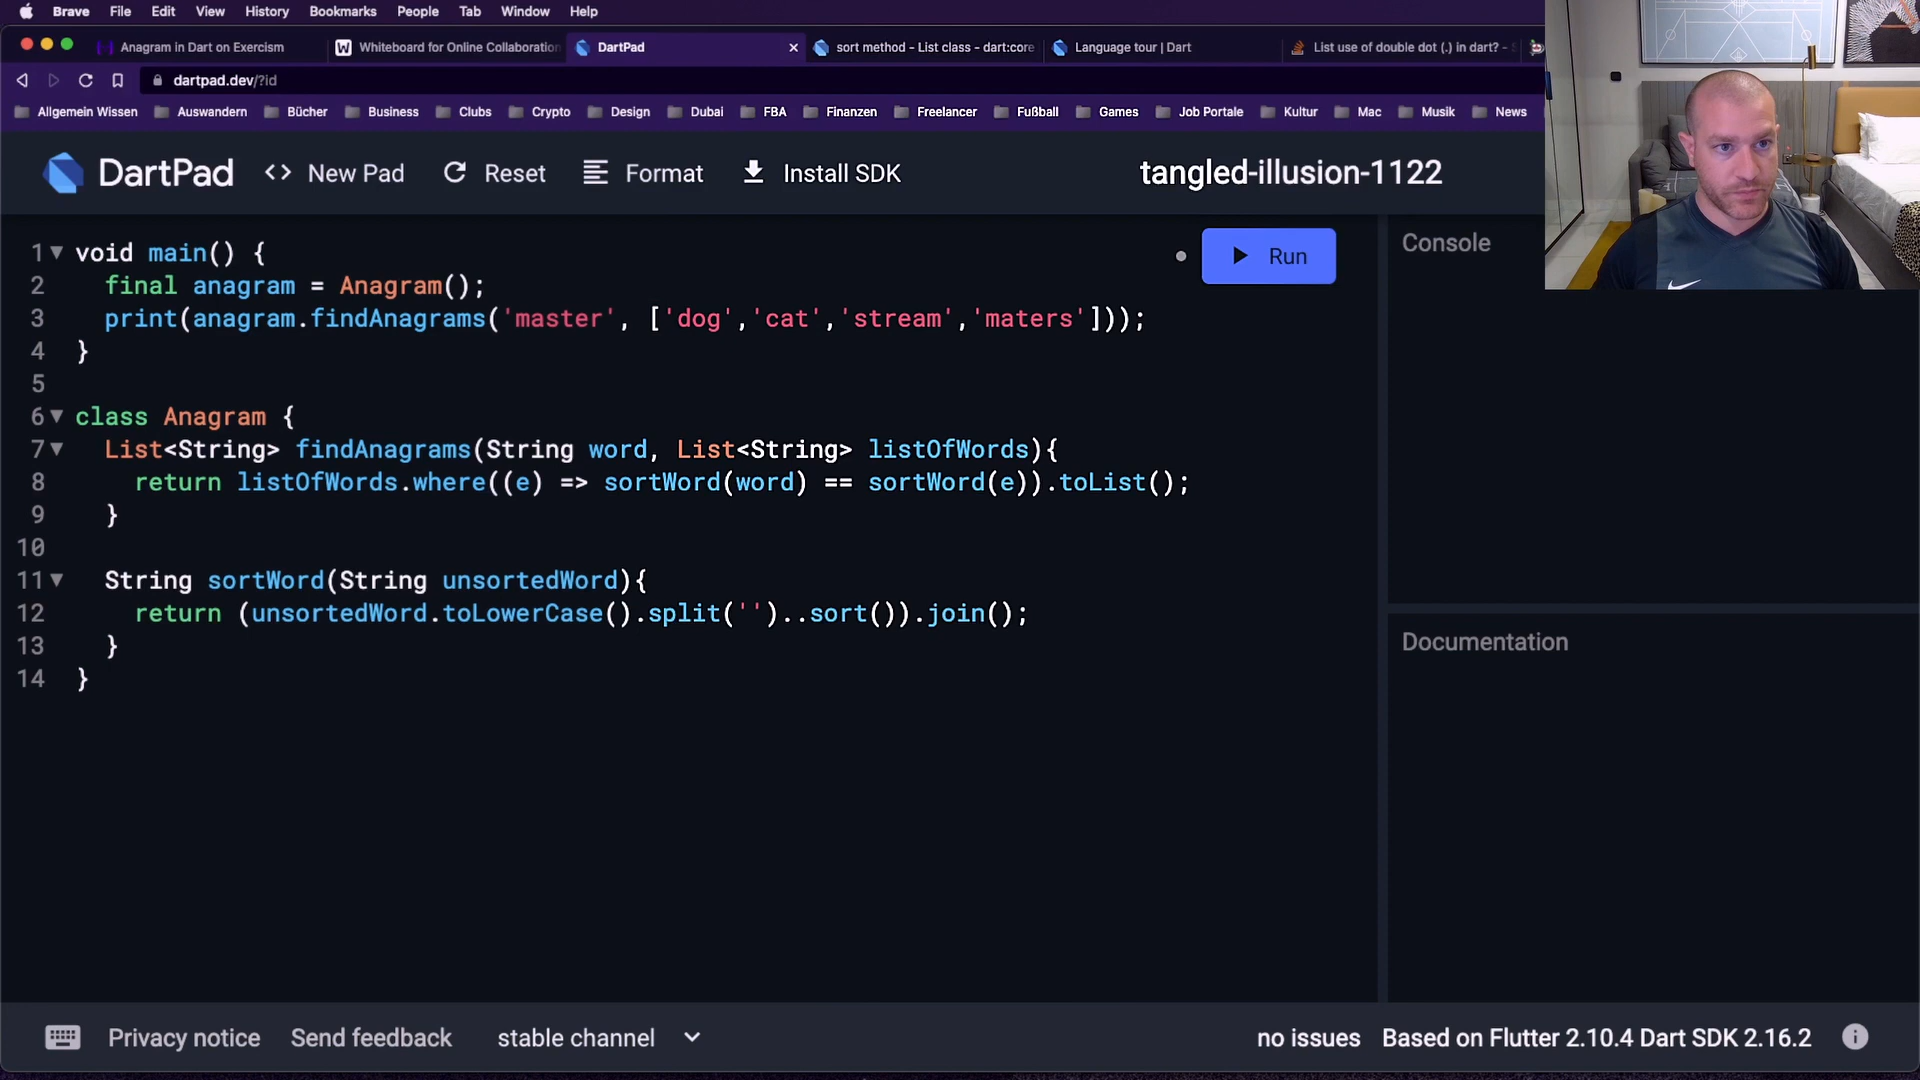 Brave File Edit View History Bookmarks People Tab Window Help
Anagram in Dart on Exercism
Whiteboard for Online Collaboration
DartPad
sort method - List class - dart:core
Language tour | Dart
List use of double dot (.) in dart? -
dartpad.dev/?id
Allgemein Wissen Auswandern Bücher Business Clubs Crypto Design Dubai FBA Finanzen Freelancer Fußball Games Job Portale Kultur Mac Musik News
DartPad <> New Pad Reset Format Install SDK tangled-illusion-1122
Run
Console
1 void main() {
2 final anagram = Anagram();
3 print(anagram.findAnagrams('master', ['dog','cat','stream','maters']));
4 }
5
6 class Anagram {
7 List<String> findAnagrams(String word, List<String> listOfWords){
8 return listOfWords.where((e) => sortWord(word) == sortWord(e)).toList();
9 }
10
11 String sortWord(String unsortedWord){
12 return (unsortedWord.toLowerCase().split('')..sort()).join();
13 }
14 }
Documentation
Privacy notice Send feedback stable channel no issues Based on Flutter 2.10.4 Dart SDK 2.16.2